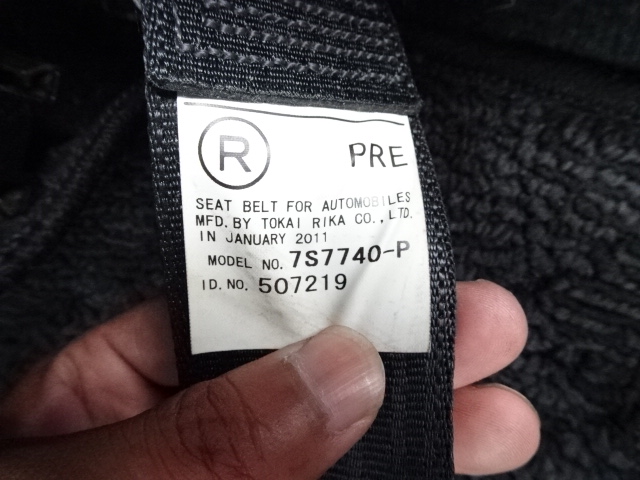 R PRE
SEAT BELT FOR AUTOMOBILES
MFD. BY TOKAI RIKA CO., LTD.
IN JANUARY 2011
MODEL NO. 7S7740-P
I D. NO. 507219